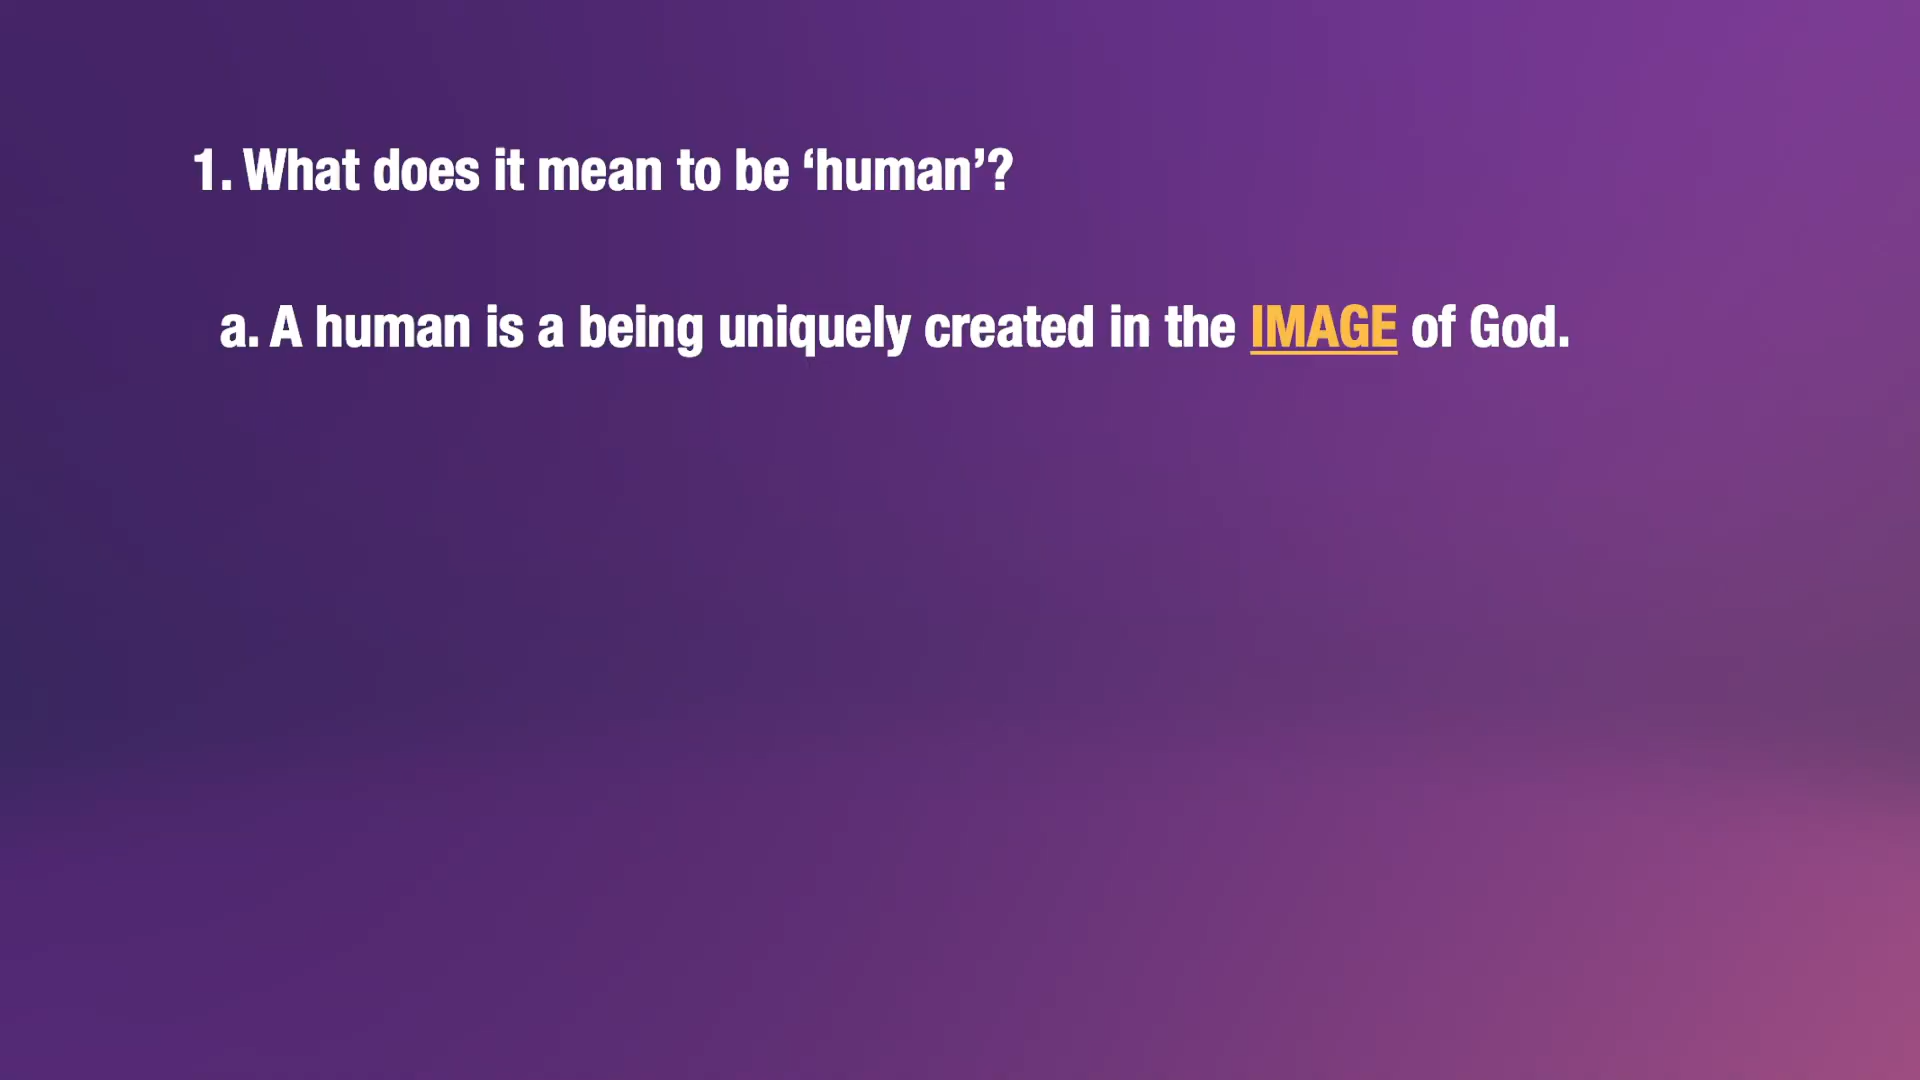 1. What does it mean to be ‘human’?
a. A human is a being uniquely created in the IMAGE of God.